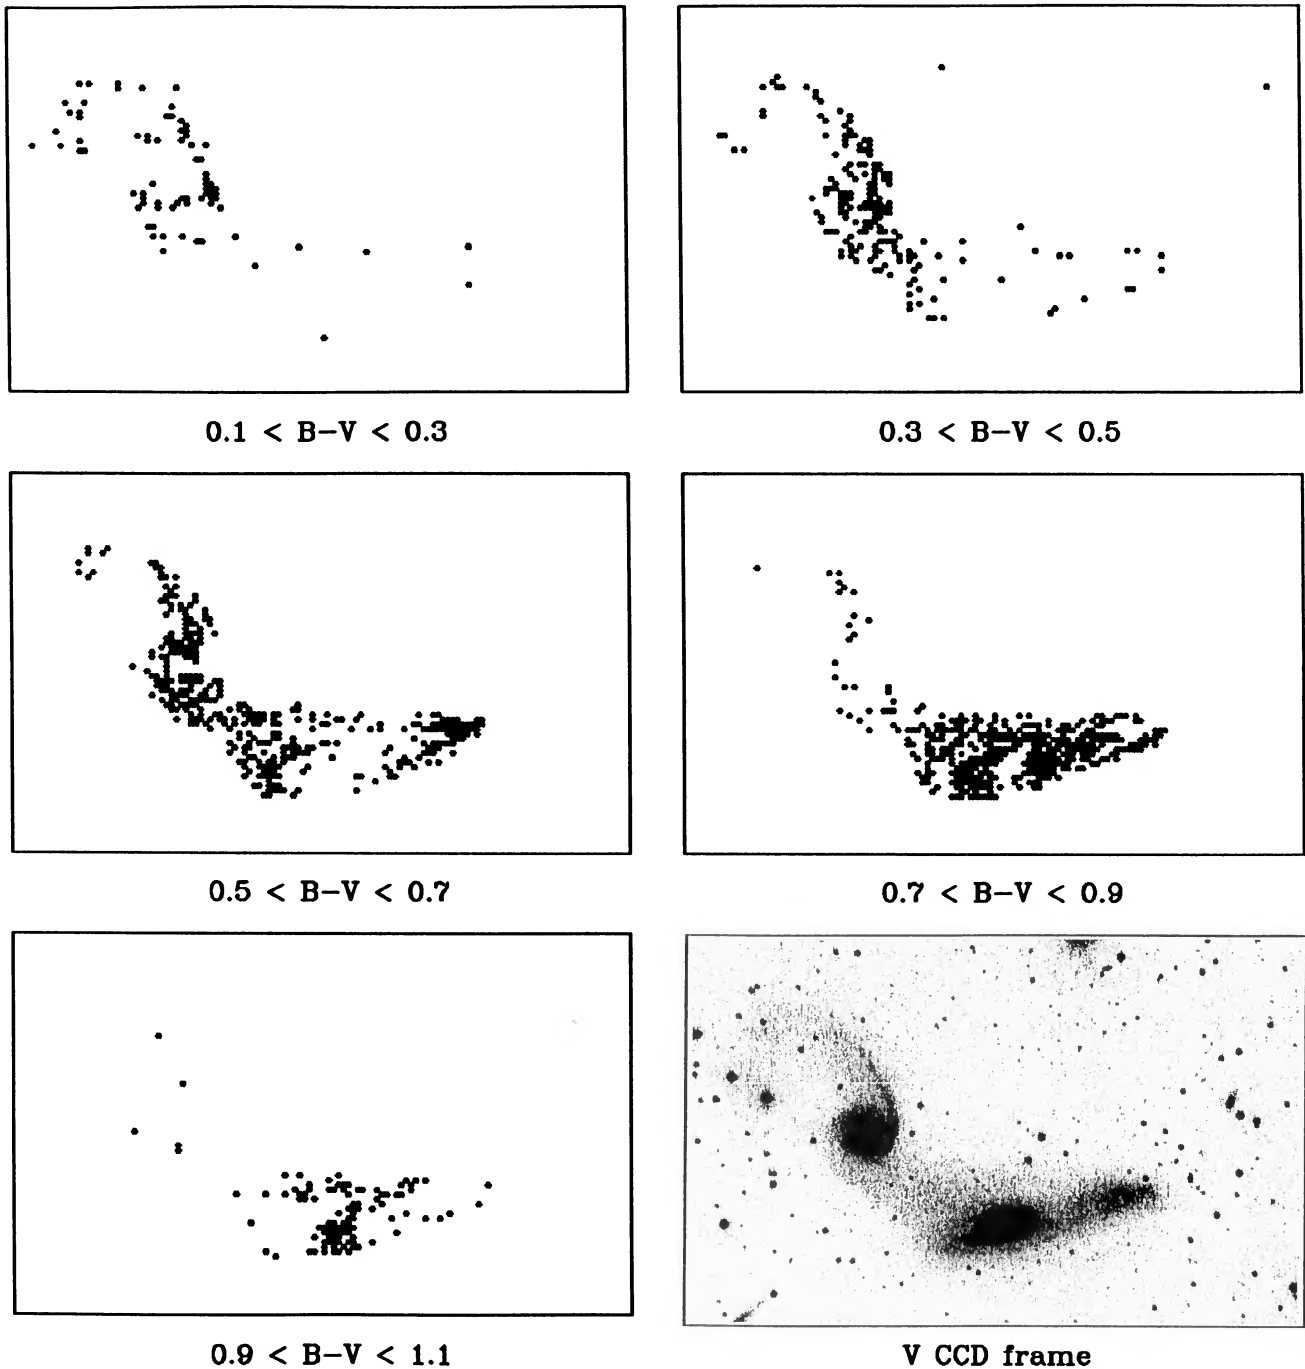 0.1 < B−V < 0.3
0.3 < B−V < 0.5
0.5 < B−V < 0.7
0.7 < B−V < 0.9
0.9 < B−V < 1.1
V CCD frame